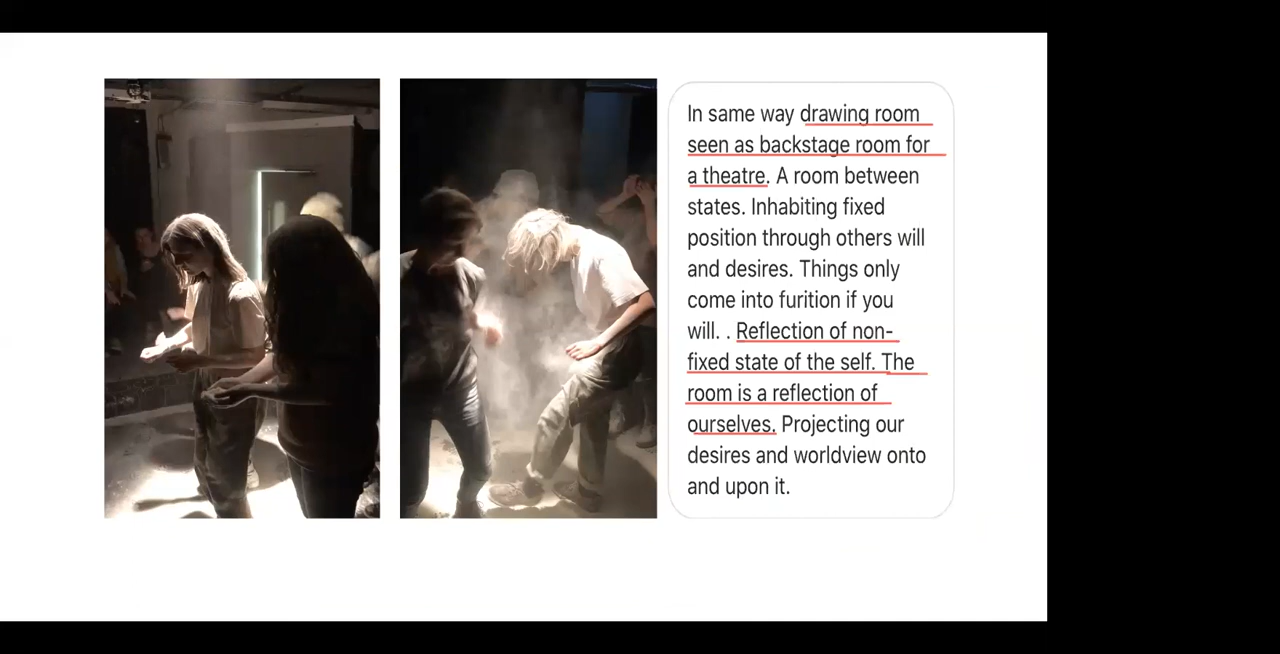 In same way drawing room
seen as backstage room for
a theatre. A room between
states. Inhabiting fixed
position through others will
and desires. Things only
come into furition if you
will. . Reflection of non-
fixed state of the self. The
room is a reflection of
ourselves. Projecting our
desires and worldview onto
and upon it.